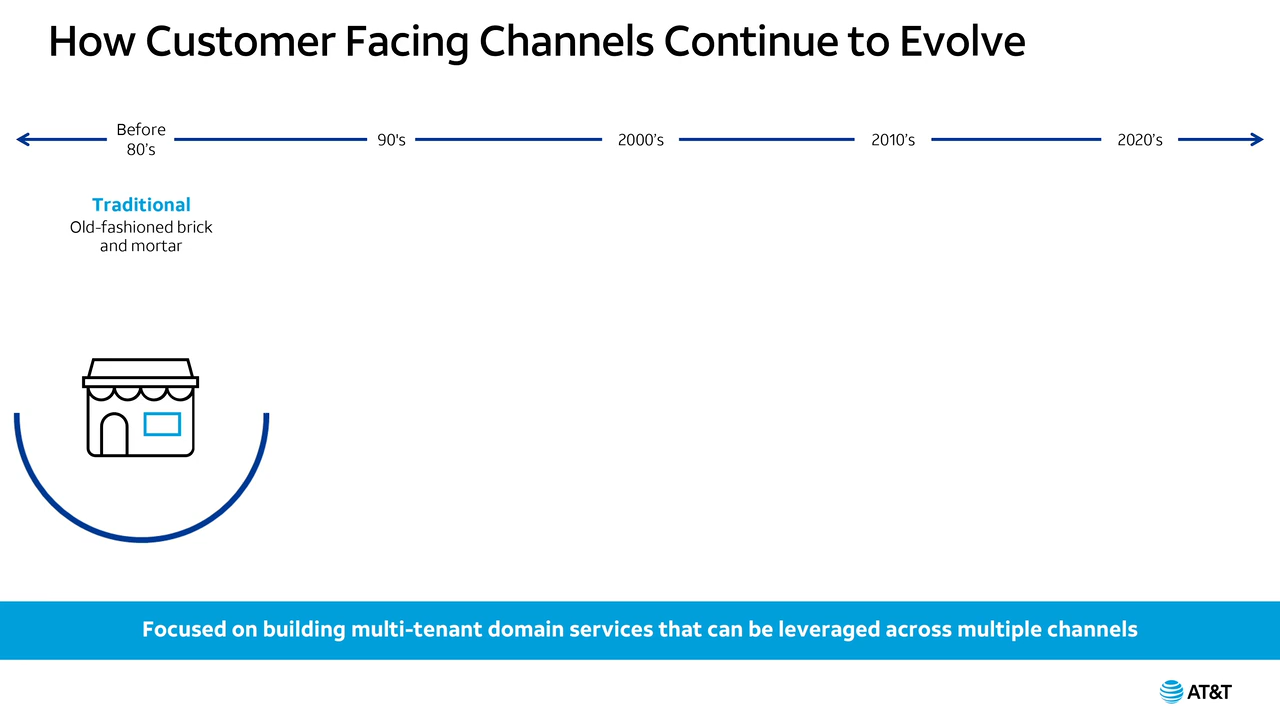 How Customer Facing Channels Continue to Evolve
Before
80’s
90's
2000’s
2010’s
2020’s
Traditional
Old-fashioned brick
and mortar
Focused on building multi-tenant domain services that can be leveraged across multiple channels
AT&T